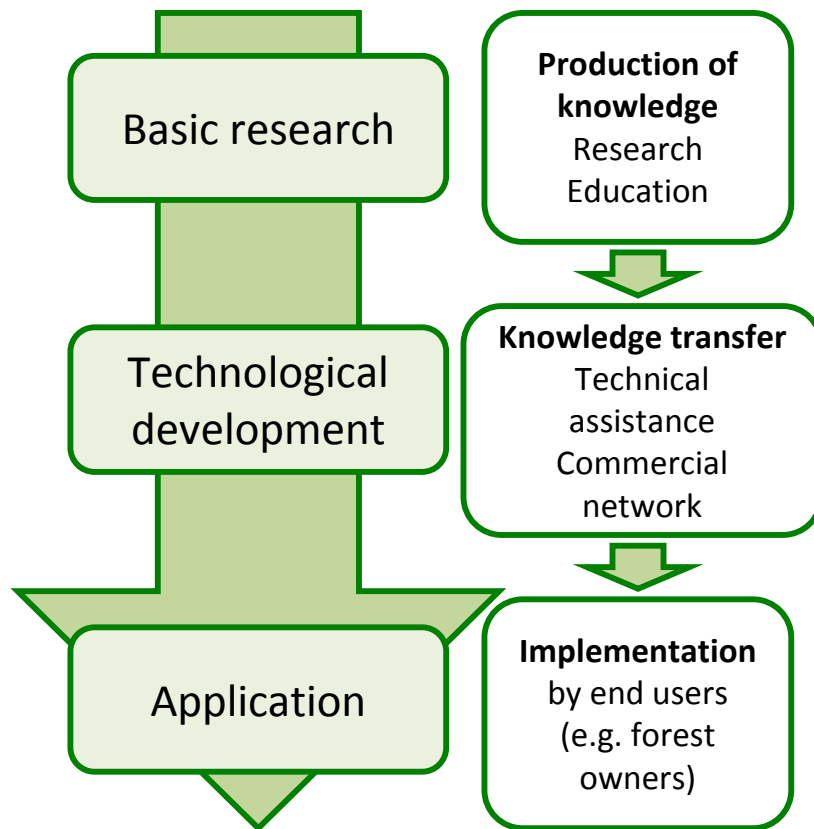 Basic research
Production of
knowledge
Research
Education
Technological
development
Knowledge transfer
Technical
assistance
Commercial
network
Application
Implementation
by end users
(e.g. forest
owners)